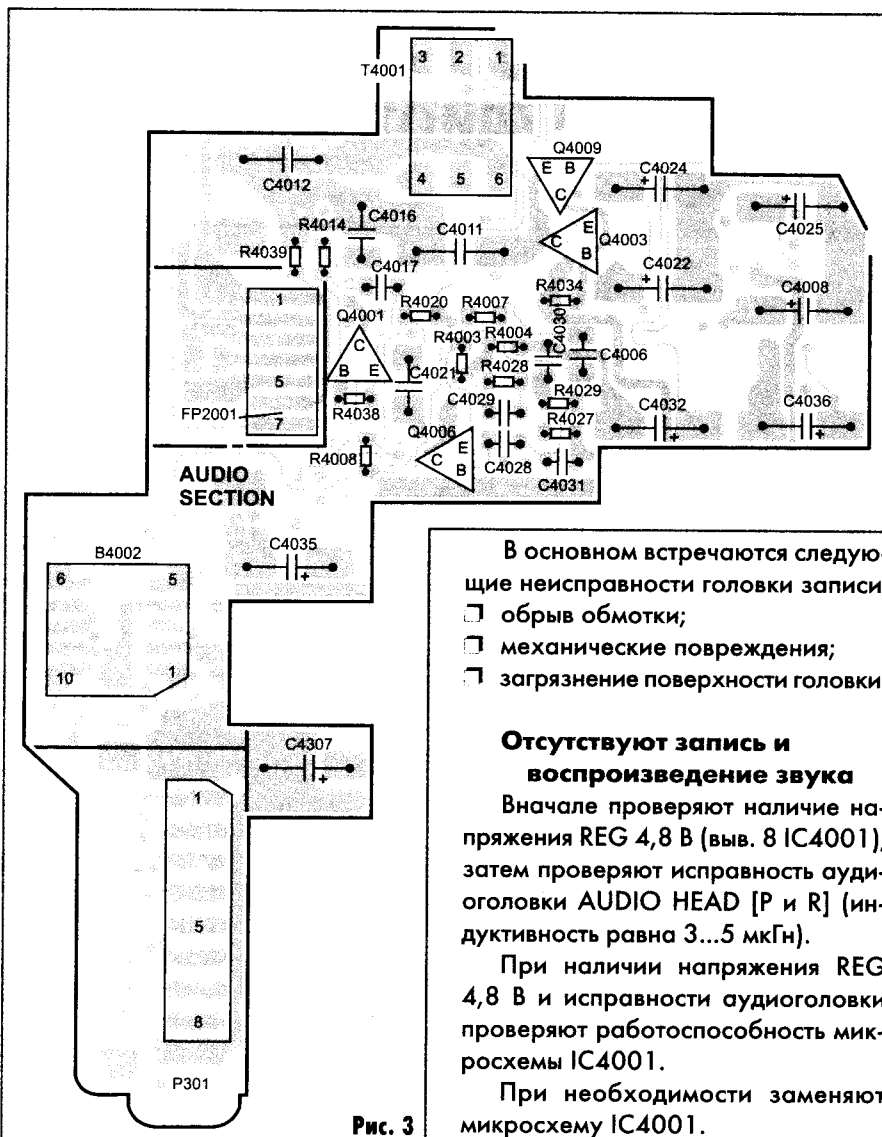 T4001
3 2 1
4 5 6
C4012
Q4009
E B
C
C4024
+
C4025
+
R4014
C4016
R4039
C4011
C E
B
Q4003
C4017
C4022
+
C4008
+
1
5
7
FP2001
R4020
R4007
R4034
Q4001
C
B E
R4003
R4004
C4030
C4006
C4021
R4028
R4038
C4029
R4029
C4032
+
C4036
+
R4027
Q4006
C E
B
R4008
C4028
C4031
AUDIO
SECTION
C4035
+
B4002
6 5
10 1
C4307
+
1
5
8
P301
Рис. 3
В основном встречаются следую-
щие неисправности головки записи
❒ обрыв обмотки;
❒ механические повреждения;
❒ загрязнение поверхности головки
Отсутствуют запись и
воспроизведение звука
Вначале проверяют наличие на-
пряжения REG 4,8 В (выв. 8 IC4001),
затем проверяют исправность ауди-
оголовки AUDIO HEAD [P и R] (ин-
дуктивность равна 3...5 мкГн).
При наличии напряжения REG
4,8 В и исправности аудиоголовки
проверяют работоспособность мик-
росхемы IC4001.
При необходимости заменяют
микросхему IC4001.